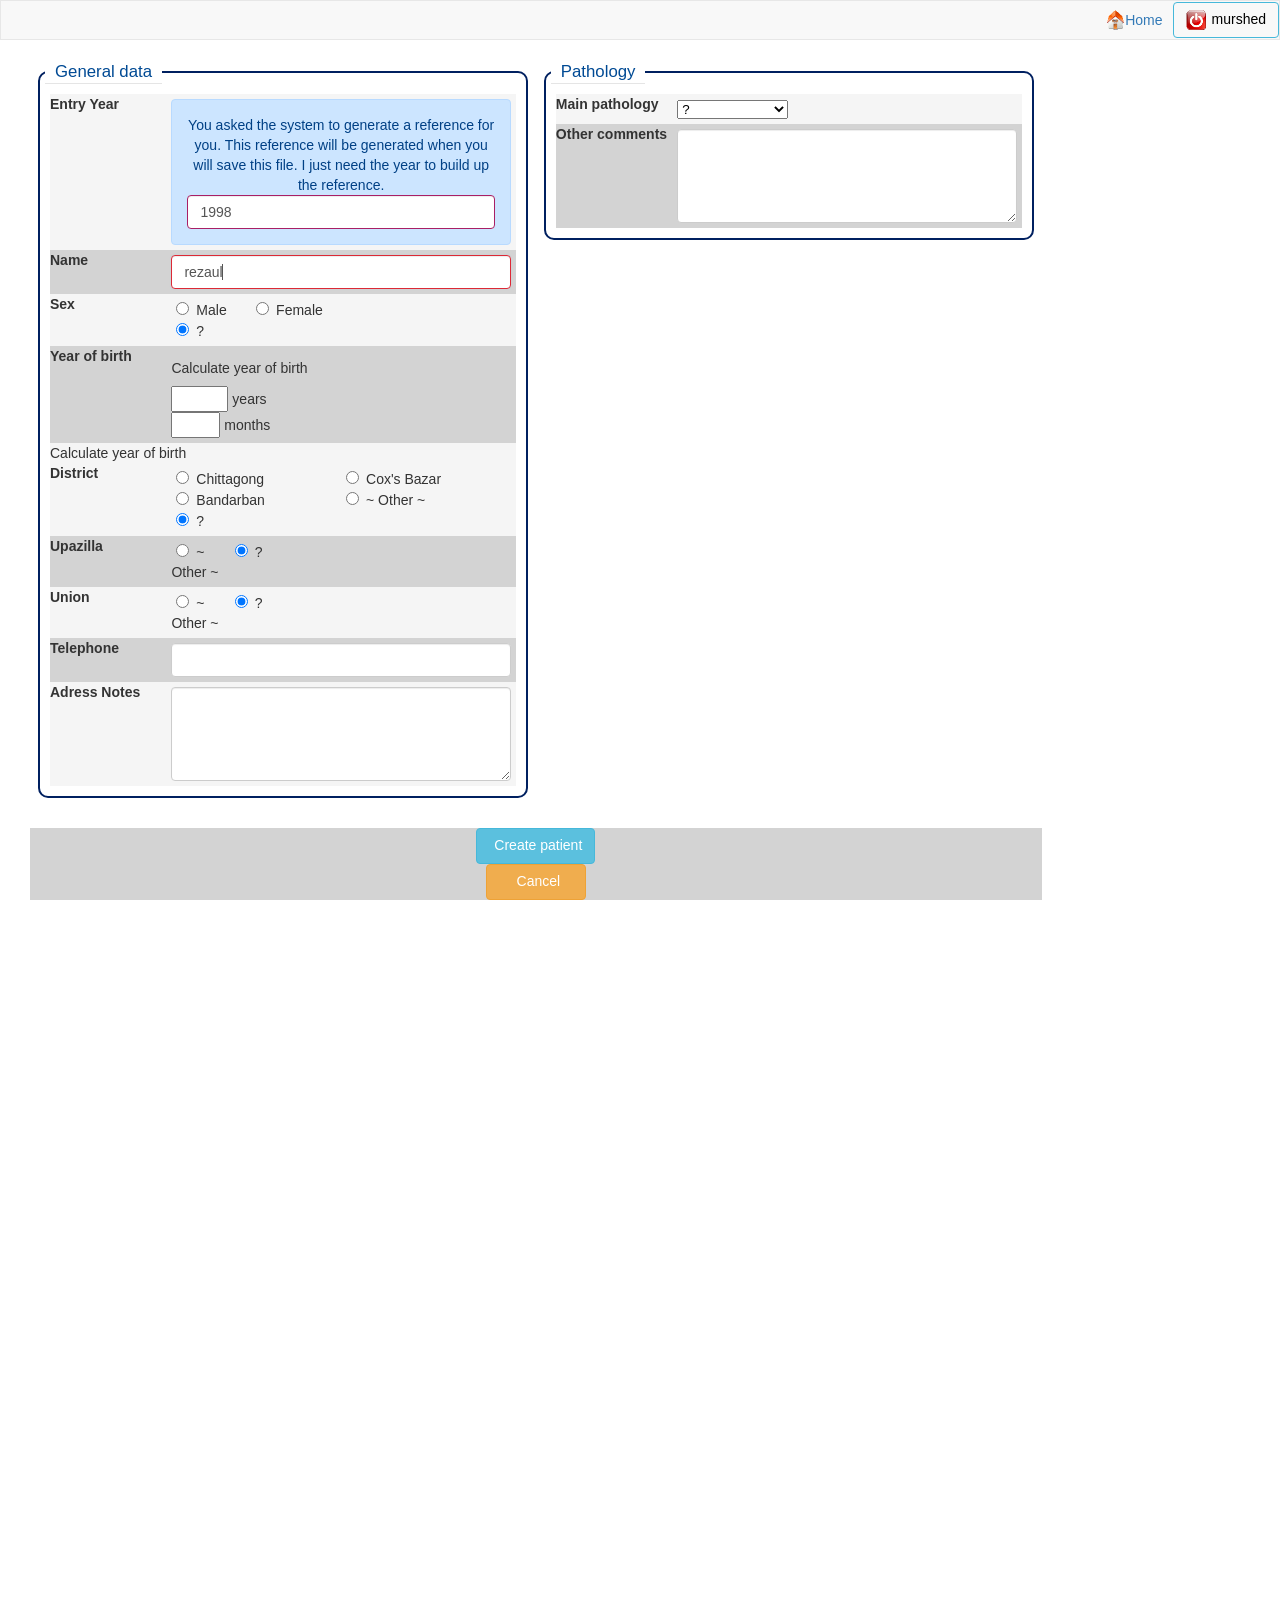 Home murshed
General data
Entry Year
You asked the system to generate a reference for
you. This reference will be generated when you
will save this file. I just need the year to build up
the reference.
1998
Name rezaul
Sex Male Female
?
Year of birth Calculate year of birth
years
months
Calculate year of birth
District Chittagong Cox's Bazar
Bandarban ~ Other ~
?
Upazilla ~ ?
Other ~
Union ~ ?
Other ~
Telephone
Adress Notes
Pathology
Main pathology ?
Other comments
Create patient
Cancel